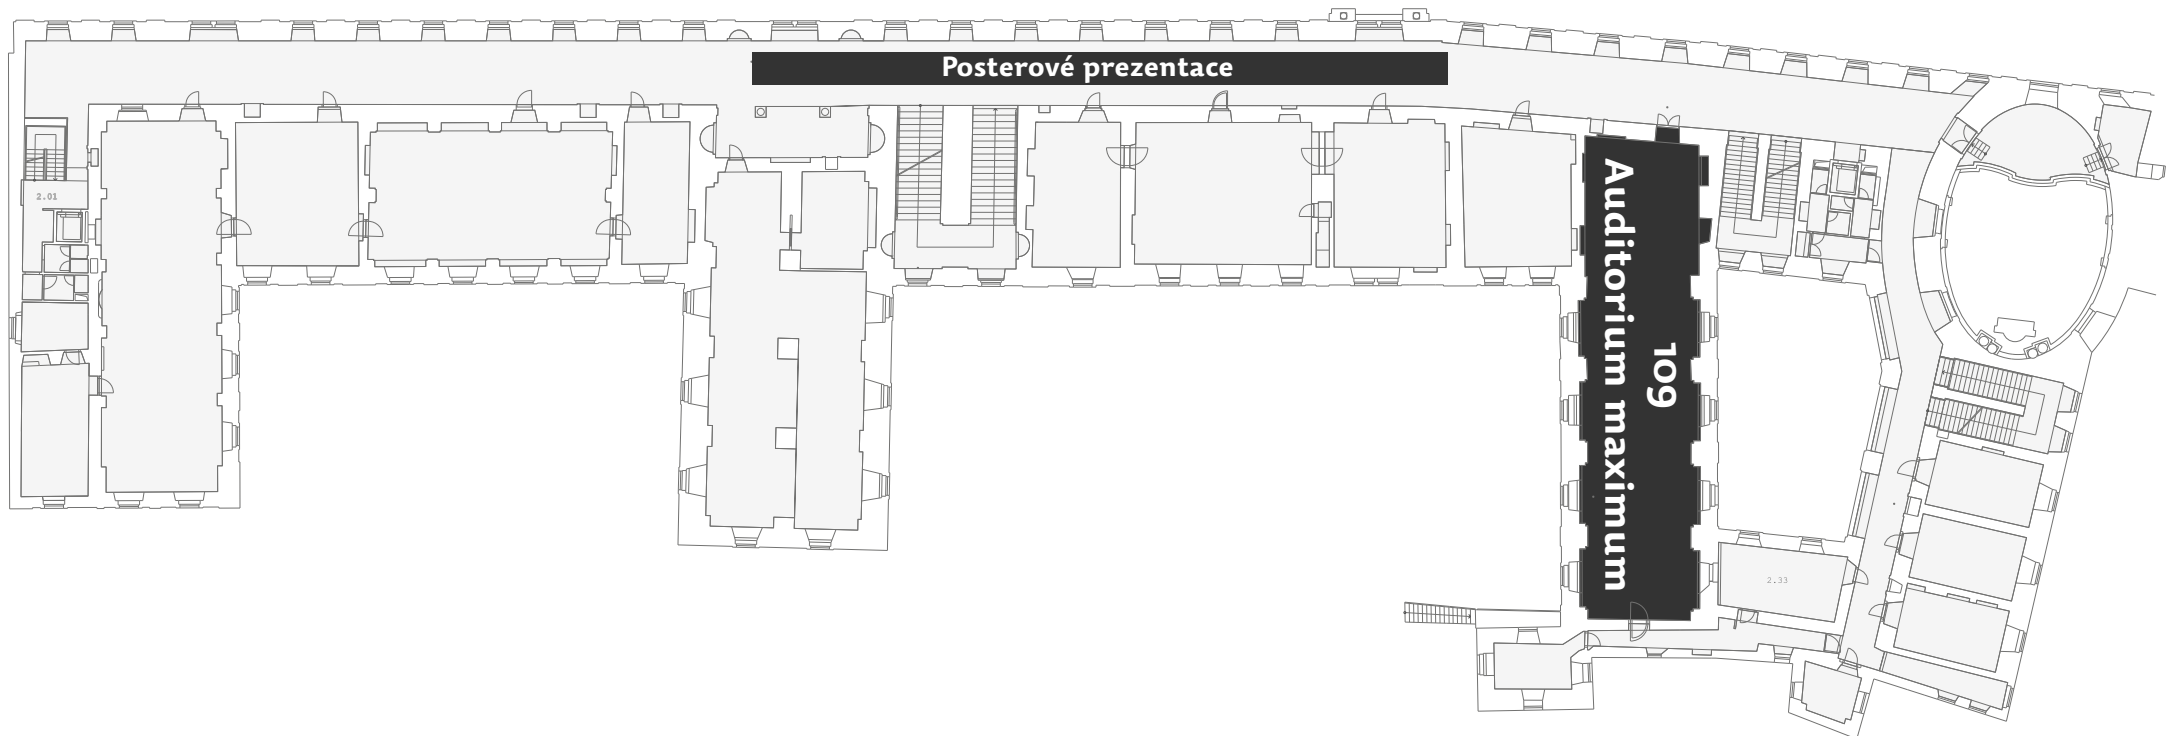 Posterové prezentace
2.01
109
Auditorium maximum
2.33